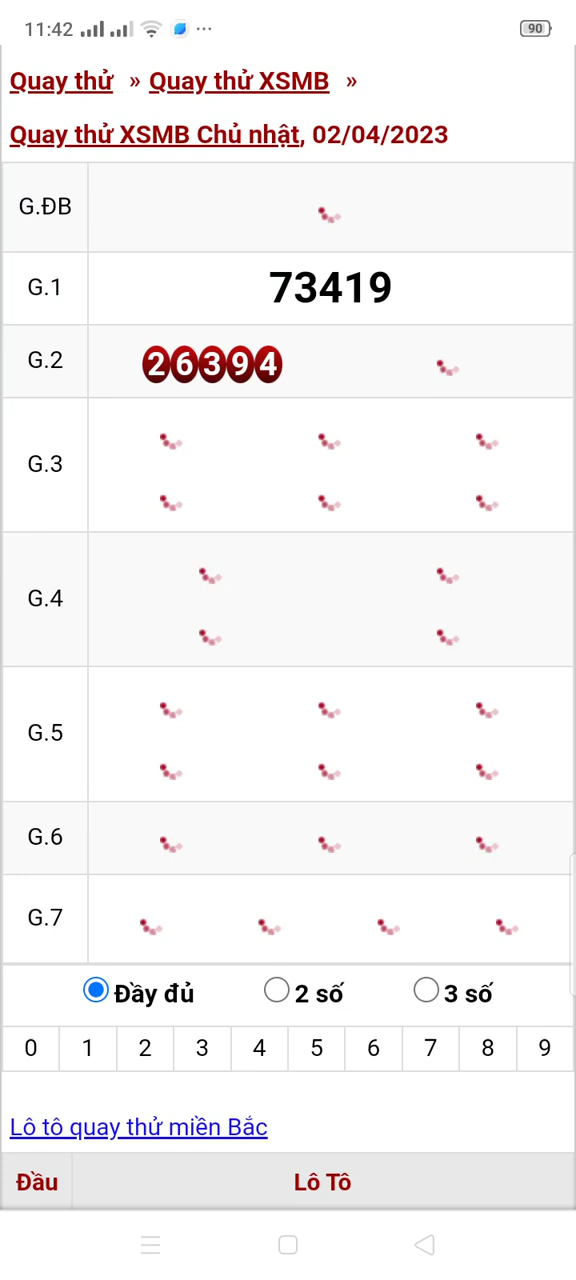 11:42 90
Quay thử » Quay thử XSMB »
Quay thử XSMB Chủ nhật, 02/04/2023
G.ĐB
G.1 73419
G.2 26394
G.3
G.4
G.5
G.6
G.7
Đầy đủ 2 số 3 số
0 1 2 3 4 5 6 7 8 9
Lô tô quay thử miền Bắc
Đầu Lô Tô